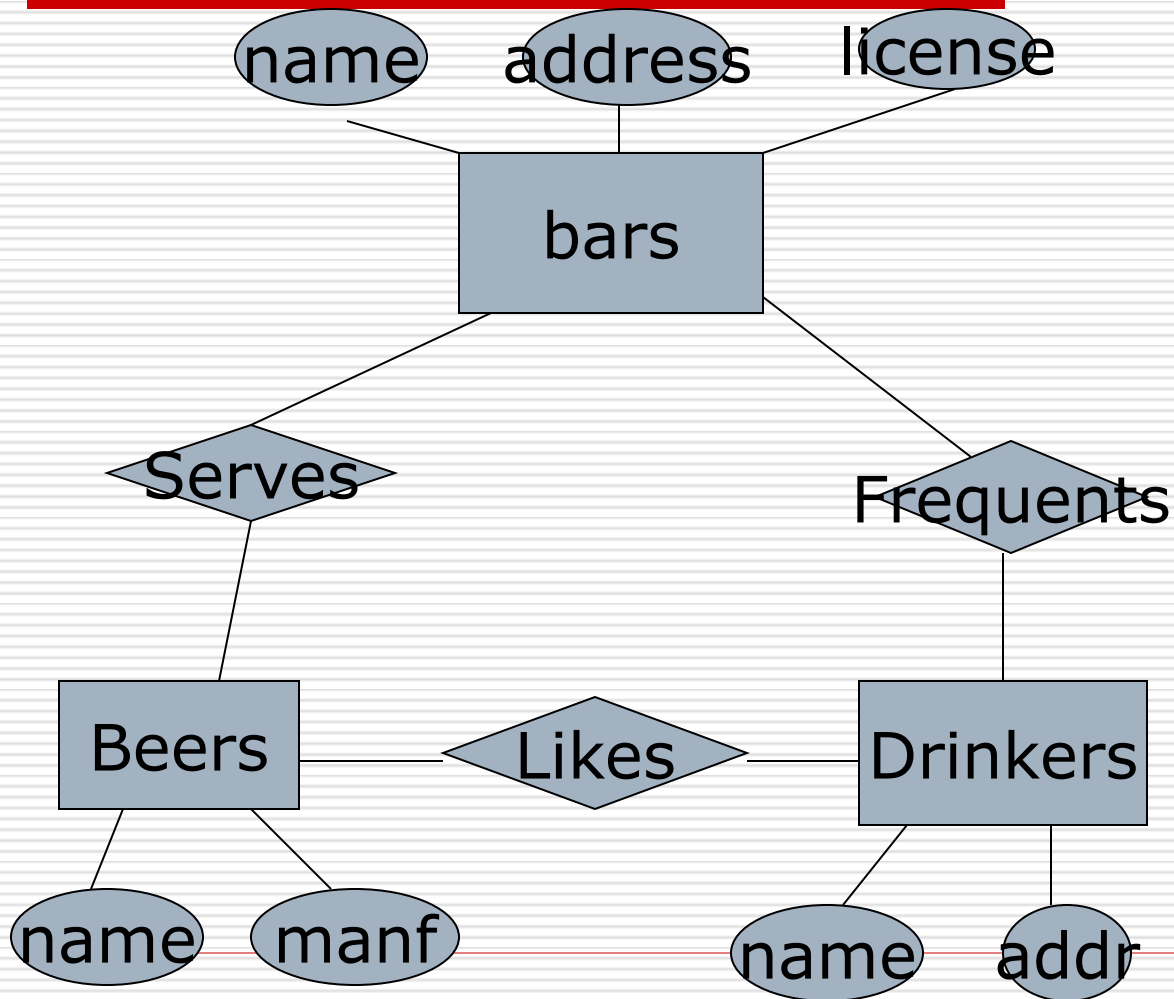 name
address
license
bars
Serves
Frequents
Beers
Likes
Drinkers
name
manf
name
addr